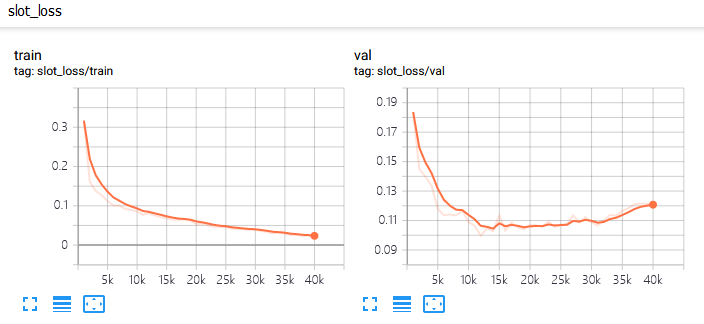 slot_loss
train
tag: slot_loss/train
0.3
0.2
0.1
0
5k 10k 15k 20k 25k 30k 35k 40k
val
tag: slot_loss/val
0.19
0.17
0.15
0.13
0.11
0.09
5k 10k 15k 20k 25k 30k 35k 40k